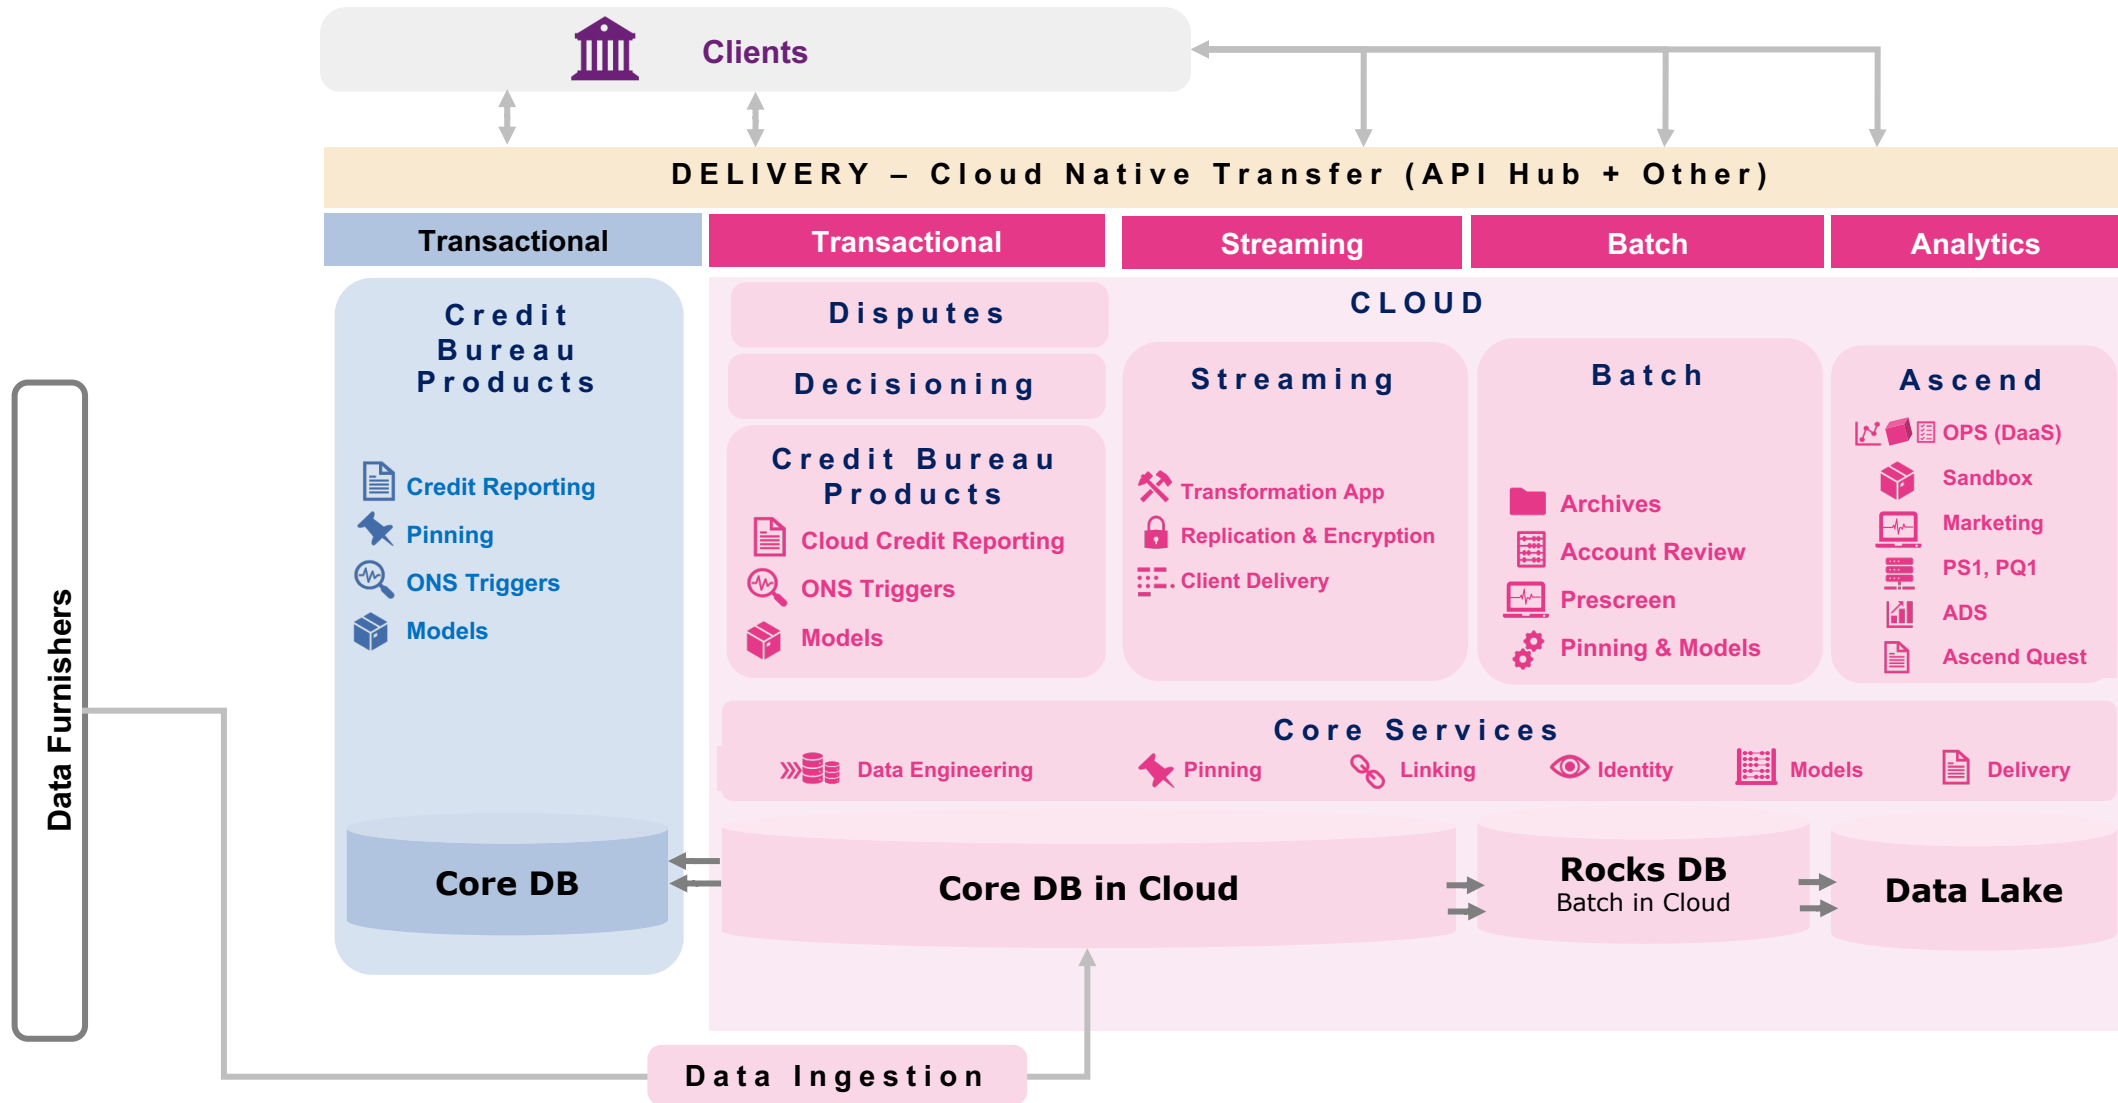 Clients
DELIVERY – Cloud Native Transfer (API Hub + Other)
Transactional
Transactional
Streaming
Batch
Analytics
CLOUD
Credit
Bureau
Products
Credit Reporting
Pinning
ONS Triggers
Models
Disputes
Decisioning
Credit Bureau
Products
Cloud Credit Reporting
ONS Triggers
Models
Streaming
Transformation App
Replication & Encryption
Client Delivery
Batch
Archives
Account Review
Prescreen
Pinning & Models
Ascend
OPS (DaaS)
Sandbox
Marketing
PS1, PQ1
ADS
Ascend Quest
Core Services
Data Engineering
Pinning
Linking
Identity
Models
Delivery
Core DB
Core DB in Cloud
Rocks DB
Batch in Cloud
Data Lake
Data Furnishers
Data Ingestion